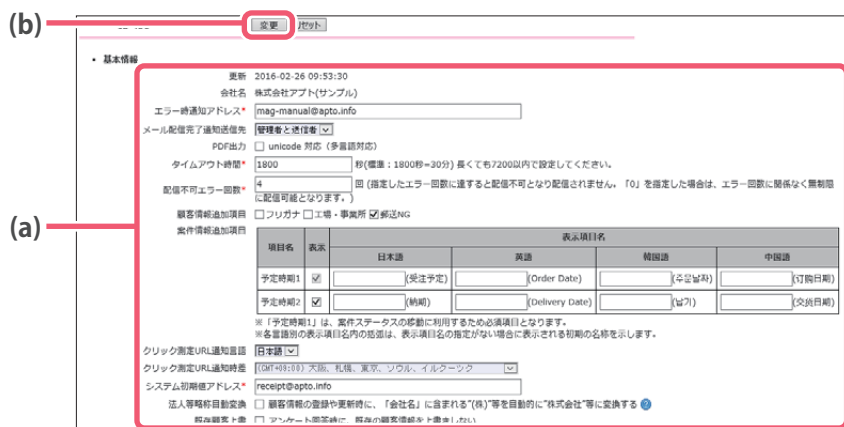 (b)
変更 リセット
・ 基本情報
更新 2016-02-26 09:53:30
会社名 株式会社アプト(サンプル)
エラー時通知アドレス* mag-manual@apto.info
メール配信完了通知送信先 管理者と送信者
PDF出力 unicode 対応（多言語対応）
タイムアウト時間* 1800 秒(標準：1800秒=30分) 長くても7200以内で設定してください。
配信不可エラー回数* 4 回 (指定したエラー回数に達すると配信不可となり配信されません。「0」を指定した場合は、エラー回数に関係なく無制限
に配信可能となります。)
顧客情報追加項目 フリガナ 工場・事業所 郵送NG
(a)
案件情報追加項目
項目名 表示 表示項目名
日本語 英語 韓国語 中国語
予定時期1 (受注予定) (Order Date) (주문날짜) (订购日期)
予定時期2 (納期) (Delivery Date) (납기) (交货日期)
※「予定時期1」は、案件ステータスの移動に利用するため必須項目となります。
※各言語別の表示項目名内の括弧は、表示項目名の指定がない場合に表示される初期の名称を示します。
クリック測定URL通知言語 日本語
クリック測定URL通知時差 (GMT+09:00) 大阪、札幌、東京、ソウル、イルクーツク
システム初期値アドレス* receipt@apto.info
法人等略称自動変換 顧客情報の登録や更新時に、「会社名」に含まれる"(株)"等を自動的に"株式会社"等に変換する ?
既存顧客上書 アンケート回答時に、既存の顧客情報を上書きしない